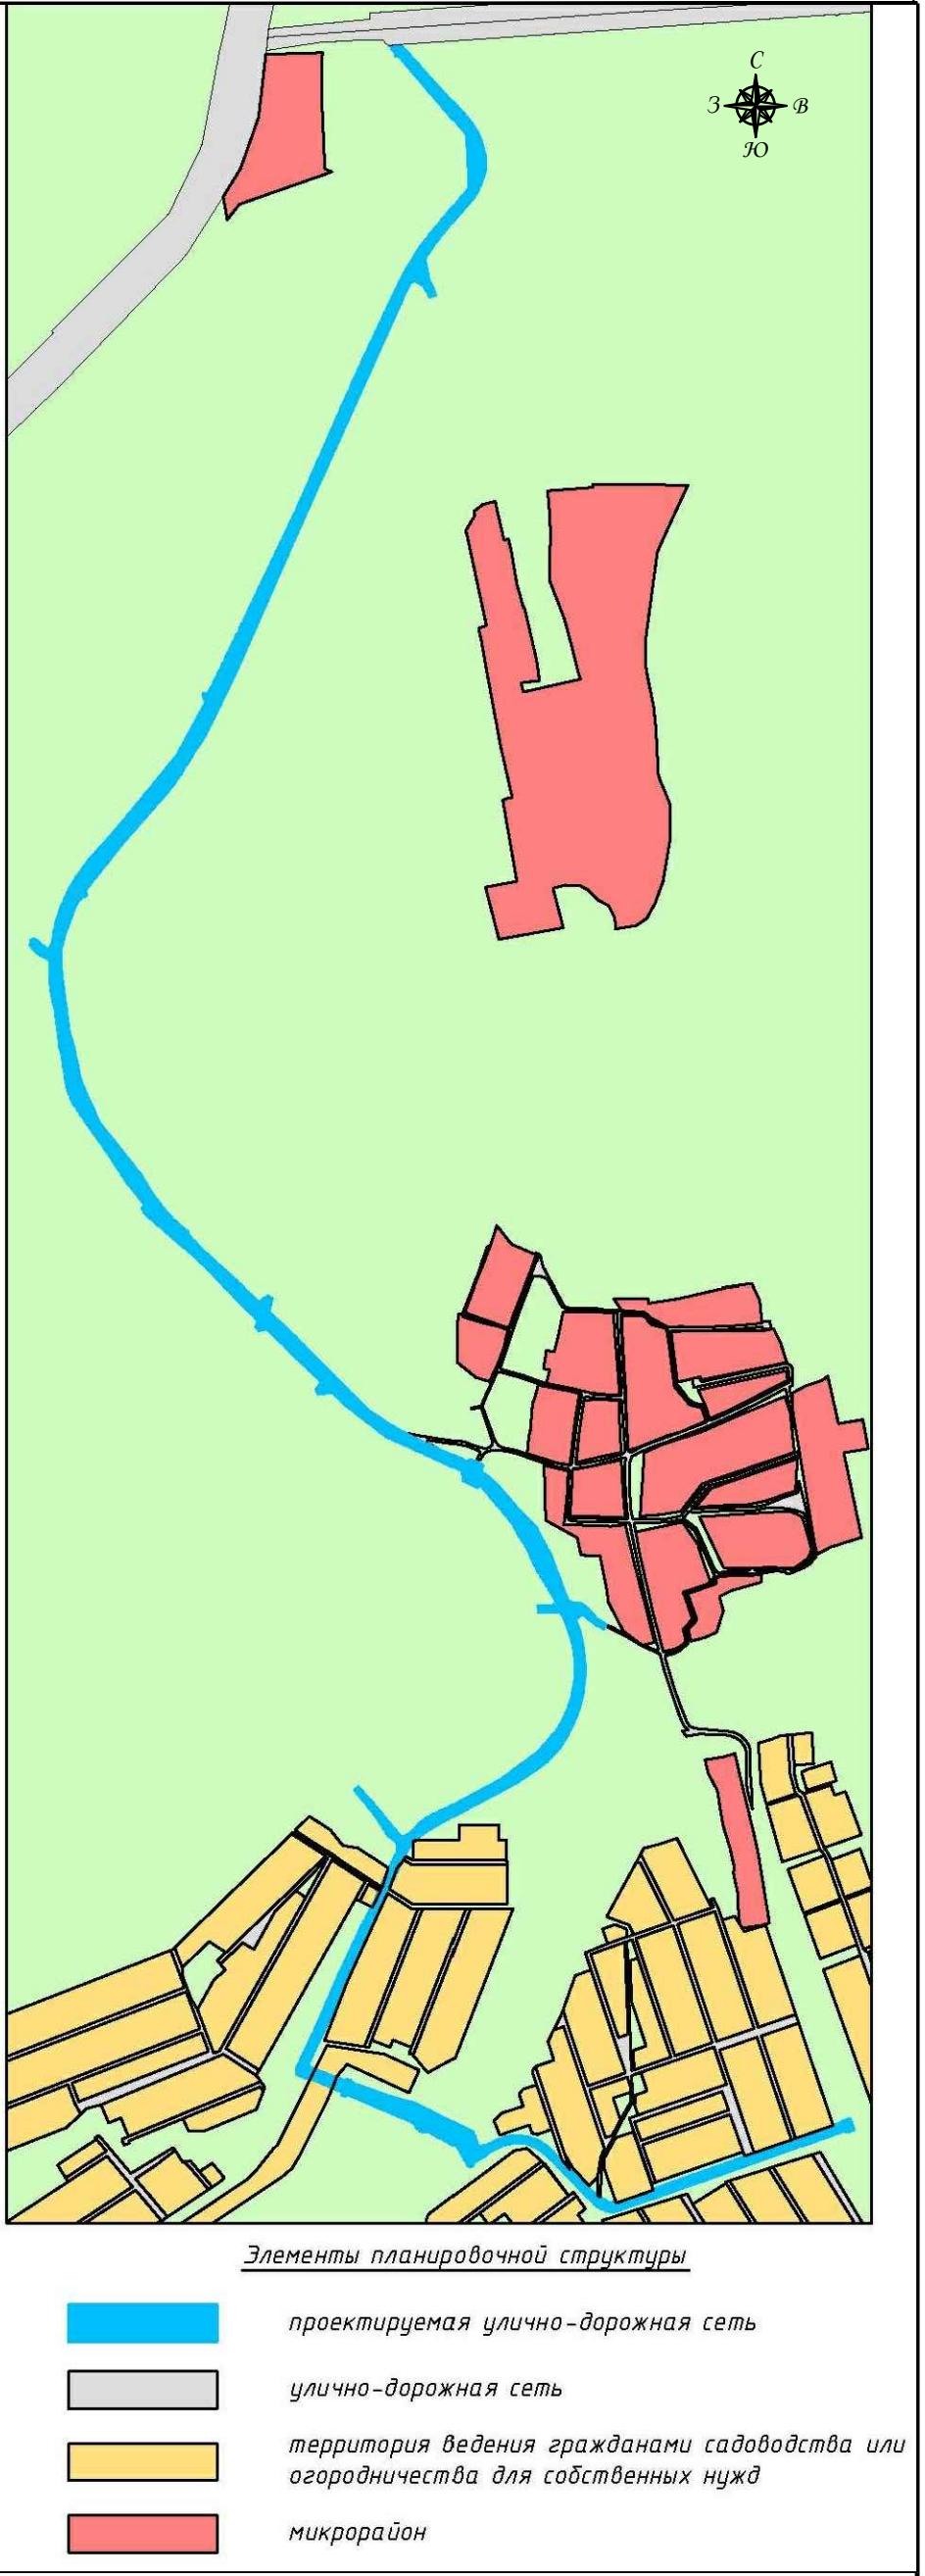 С
З В
Ю
Элементы планировочной структуры
проектируемая улично-дорожная сеть
улично-дорожная сеть
территория ведения гражданами садоводства или
огородничества для собственных нужд
микрорайон